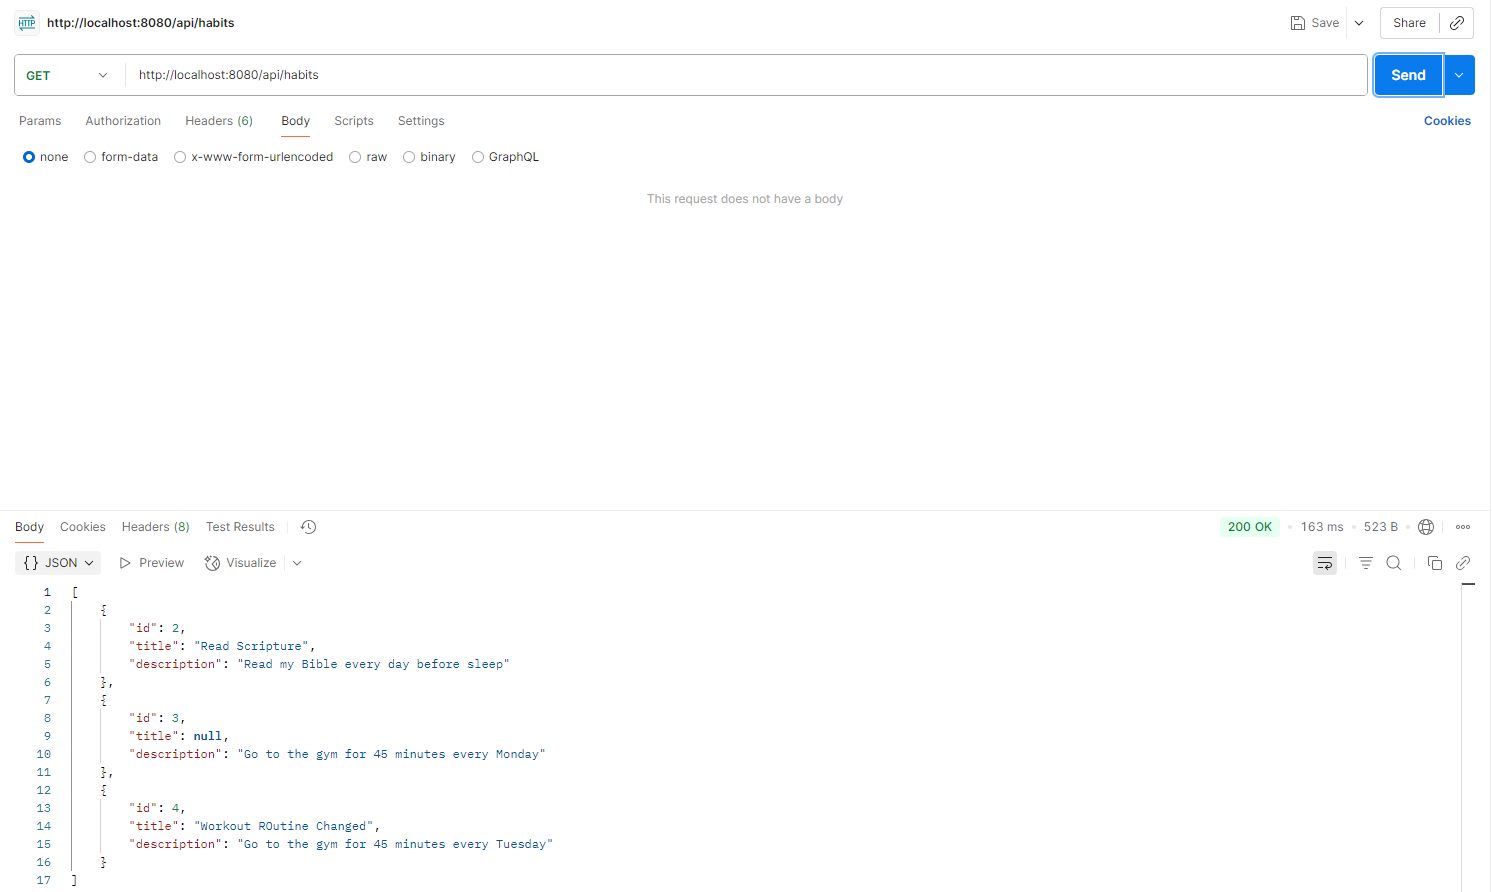 HTTP http://localhost:8080/api/habits Save Share
GET http://localhost:8080/api/habits Send
Params Authorization Headers (6) Body Scripts Settings Cookies
none form-data x-www-form-urlencoded raw binary GraphQL
This request does not have a body
Body Cookies Headers (8) Test Results 200 OK 163 ms 523 B
{} JSON Preview Visualize
1 [
2 {
3 "id": 2,
4 "title": "Read Scripture",
5 "description": "Read my Bible every day before sleep"
6 },
7 {
8 "id": 3,
9 "title": null,
10 "description": "Go to the gym for 45 minutes every Monday"
11 },
12 {
13 "id": 4,
14 "title": "Workout ROutine Changed",
15 "description": "Go to the gym for 45 minutes every Tuesday"
16 }
17 ]